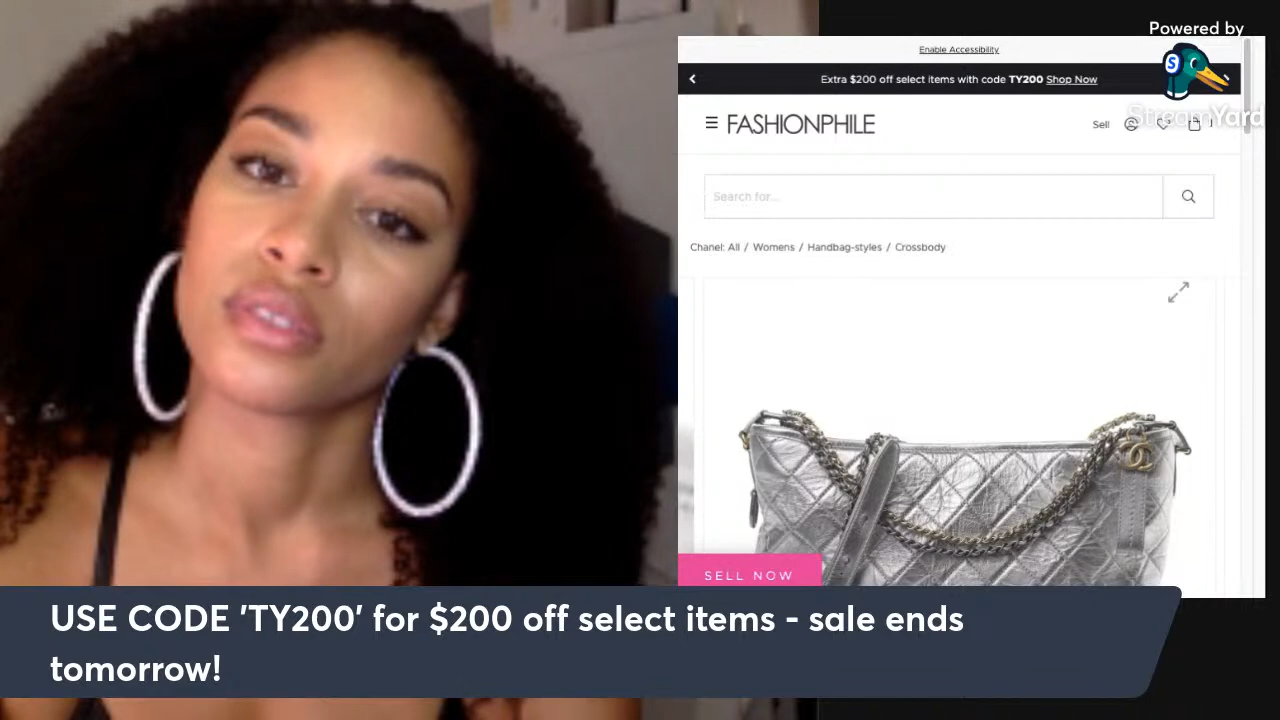 Powered by
StreamYard
Enable Accessibility
Extra $200 off select items with code TY200 Shop Now
FASHIONPHILE
Sell
Search for...
Chanel: All / Womens / Handbag-styles / Crossbody
SELL NOW
USE CODE 'TY200' for $200 off select items - sale ends
tomorrow!